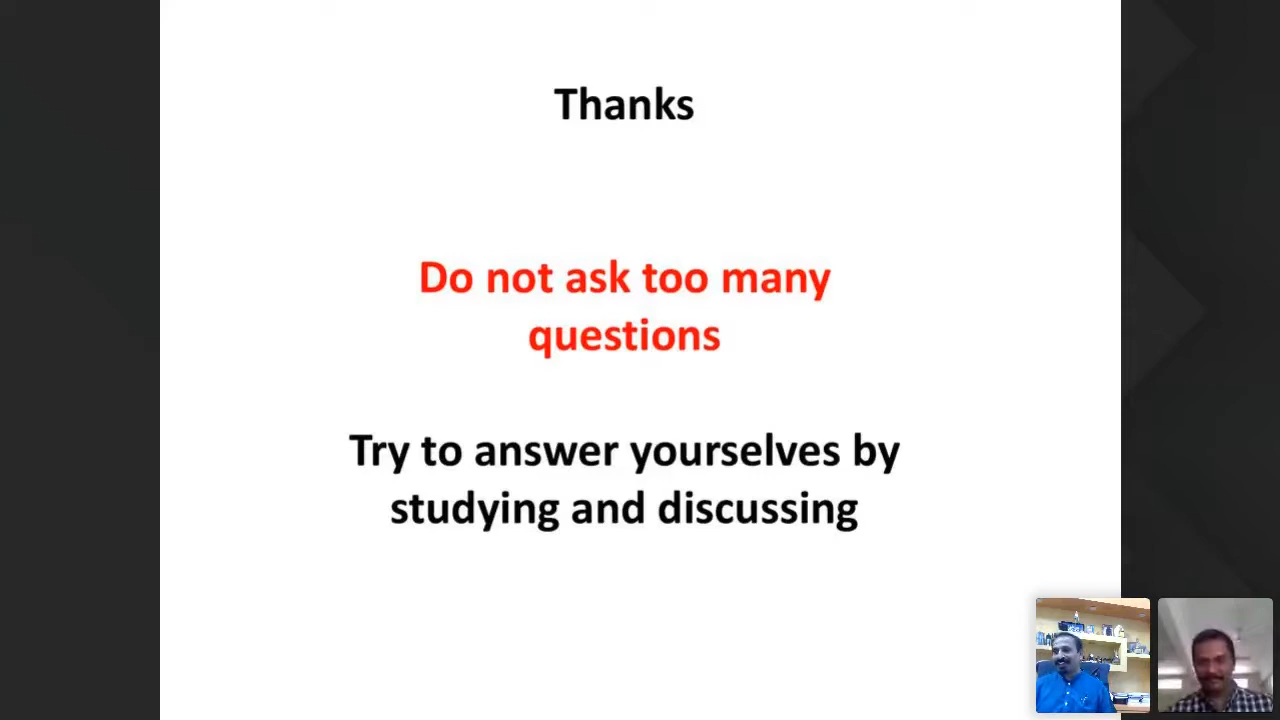 Thanks
Do not ask too many
questions
Try to answer yourselves by
studying and discussing